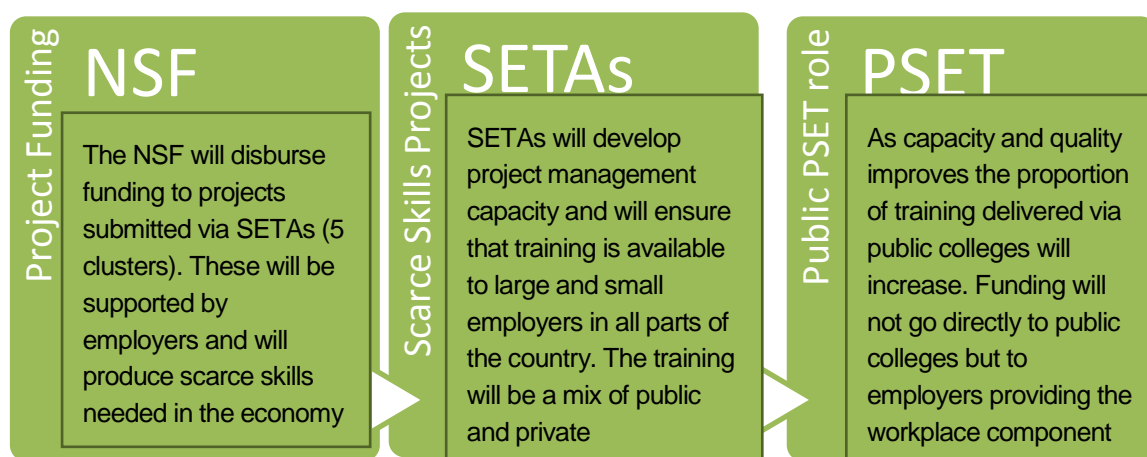 Project Funding
NSF
The NSF will disburse
funding to projects
submitted via SETAs (5
clusters). These will be
supported by
employers and will
produce scarce skills
needed in the economy
Scarce Skills Projects
SETAs
SETAs will develop
project management
capacity and will ensure
that training is available
to large and small
employers in all parts of
the country. The training
will be a mix of public
and private
Public PSET role
PSET
As capacity and quality
improves the proportion
of training delivered via
public colleges will
increase. Funding will
not go directly to public
colleges but to
employers providing the
workplace component